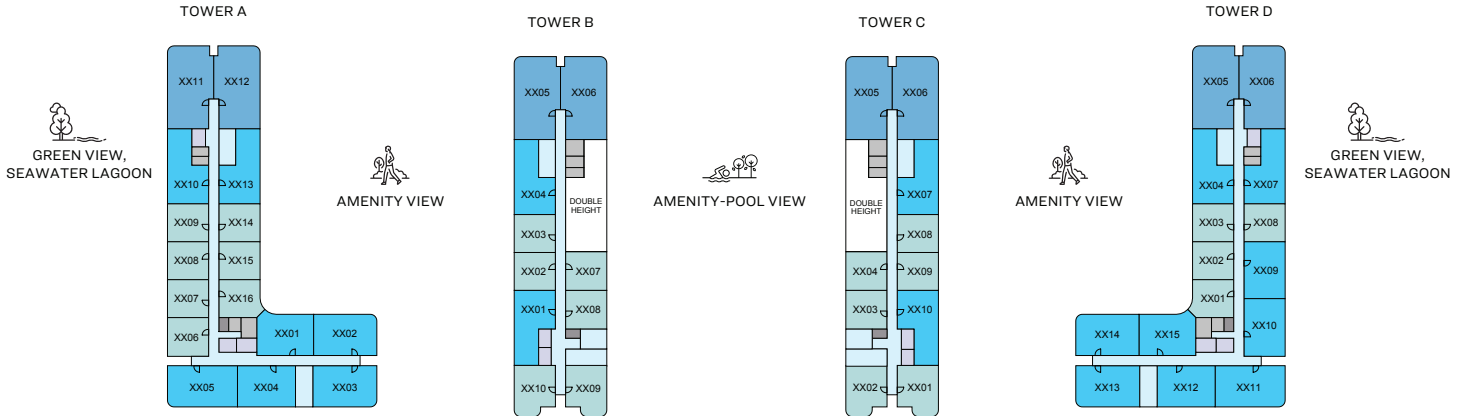 TOWER A
XX11
XX12
XX10
XX13
XX09
XX14
XX08
XX15
XX07
XX16
XX06
XX01
XX02
XX05
XX04
XX03
GREEN VIEW,
SEAWATER LAGOON
AMENITY VIEW
TOWER B
XX05
XX06
XX04
DOUBLE
HEIGHT
XX03
XX02
XX07
XX01
XX08
XX10
XX09
AMENITY-POOL VIEW
TOWER C
XX05
XX06
XX07
DOUBLE
HEIGHT
XX08
XX04
XX09
XX03
XX10
XX02
XX01
AMENITY VIEW
TOWER D
XX05
XX06
XX04
XX07
XX03
XX08
XX02
XX09
XX01
XX10
XX14
XX15
XX13
XX12
XX11
GREEN VIEW,
SEAWATER LAGOON